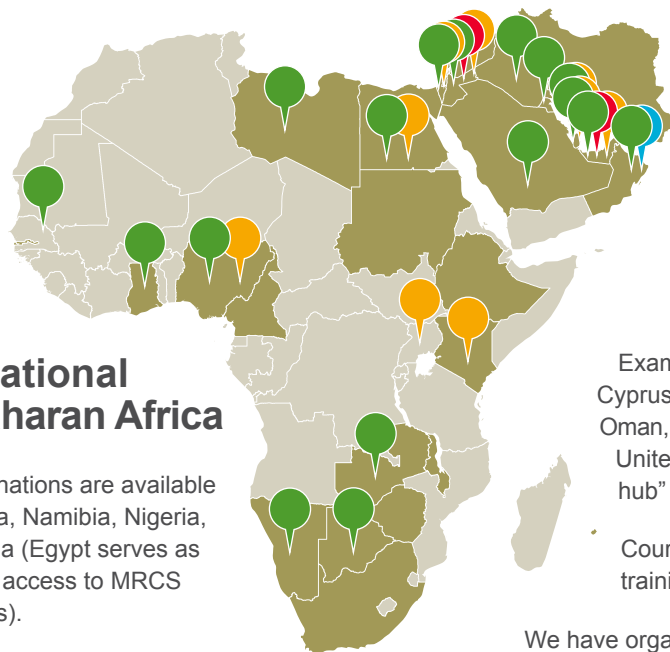 ational
haran Africa
nations are available
a, Namibia, Nigeria,
a (Egypt serves as
access to MRCS
s).
Exam
Cyprus
Oman,
United
hub”
Cour
traini
We have orga